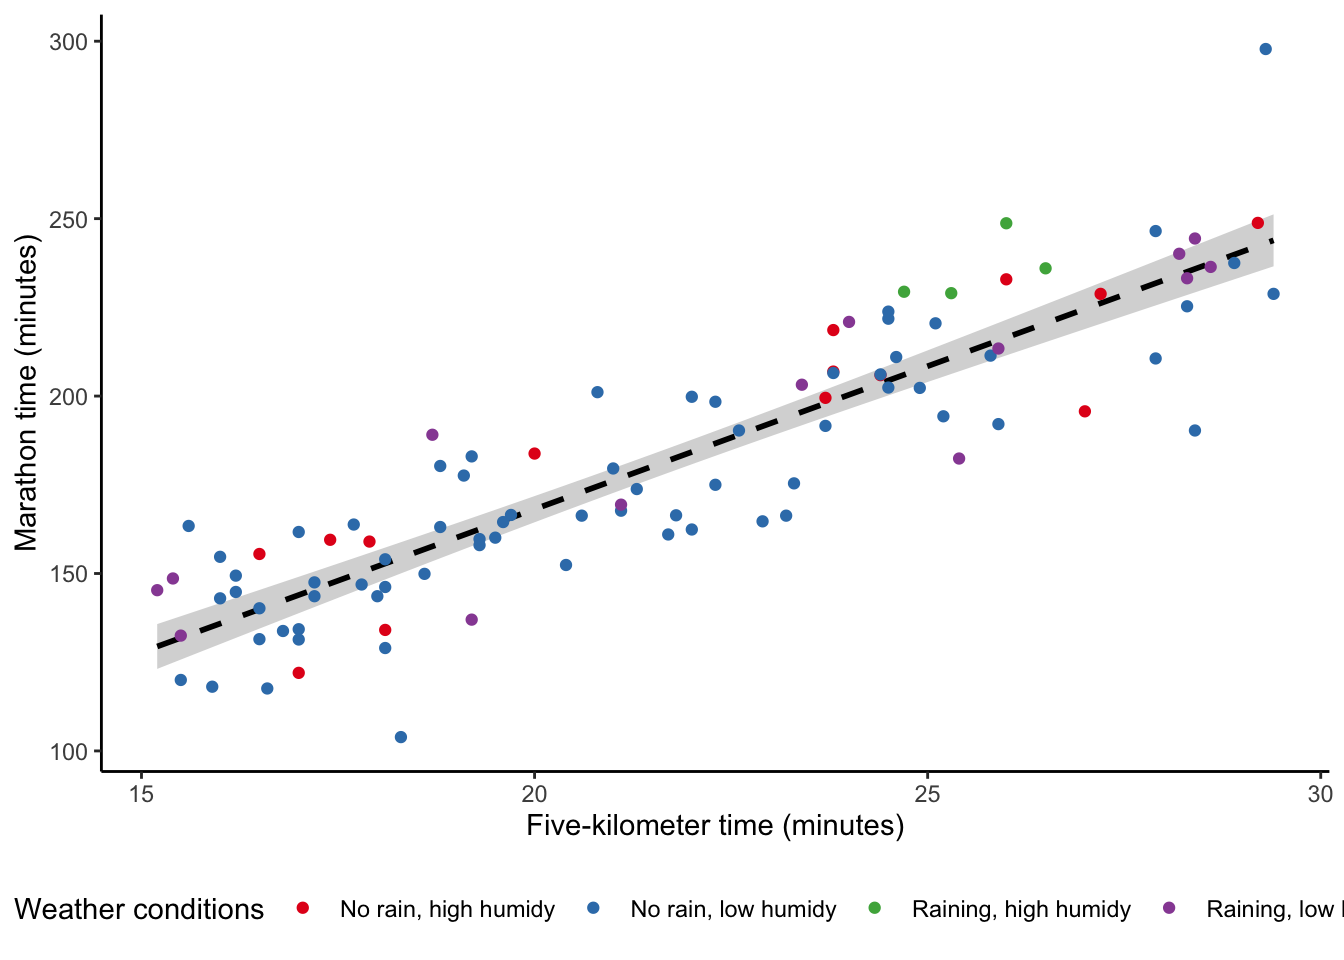 300
250
200
150
100
Marathon time (minutes)
15 20 25 30
Five-kilometer time (minutes)
Weather conditions No rain, high humidy No rain, low humidy Raining, high humidy Raining, low